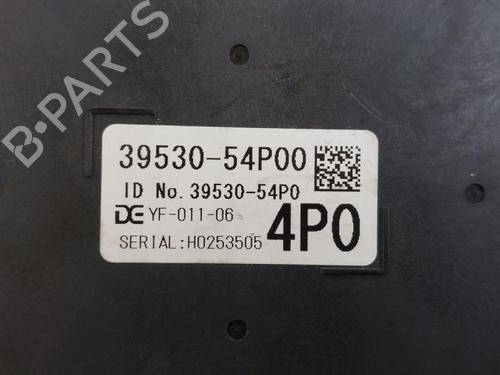 B-PARTS
39530-54P00
ID No. 39530-54P0
DE YF-011-06
SERIAL:H0253505
4P0